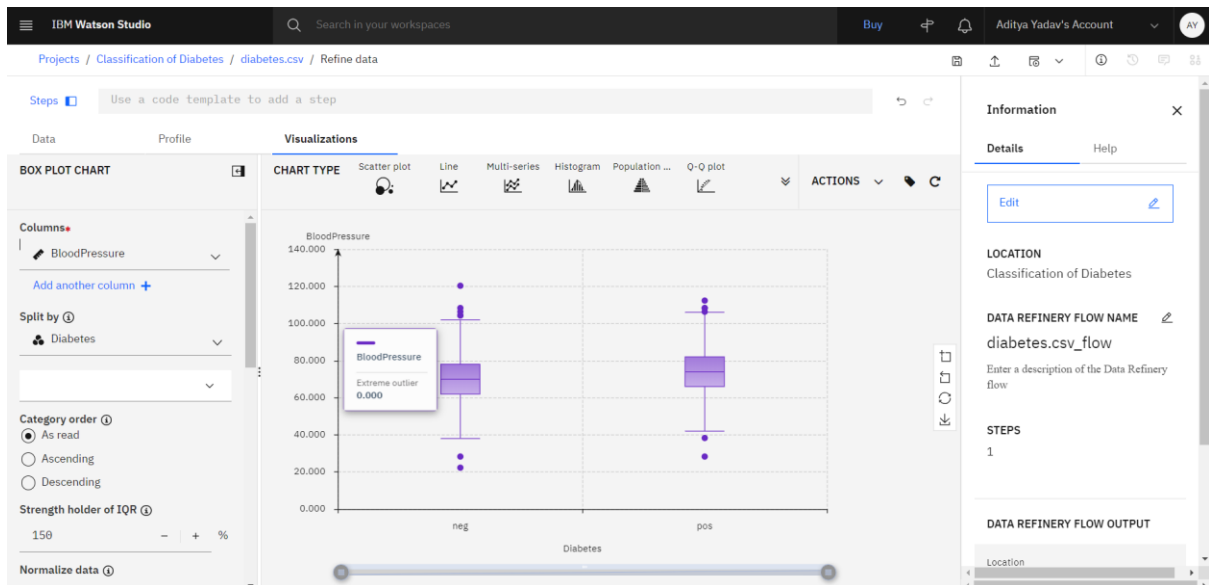 IBM Watson Studio
Search in your workspaces
Buy
Aditya Yadav's Account
AY
Projects / Classification of Diabetes / diabetes.csv / Refine data
Steps
Use a code template to add a step
Data
Profile
Visualizations
BOX PLOT CHART
CHART TYPE
Scatter plot
Line
Multi-series
Histogram
Population ...
Q-Q plot
ACTIONS
Columns
BloodPressure
Add another column +
Split by
Diabetes
Category order
As read
Ascending
Descending
Strength holder of IQR
150 − + %
Normalize data
BloodPressure
140.000
120.000
100.000
80.000
60.000
40.000
20.000
0.000
BloodPressure
Extreme outlier
0.000
neg
pos
Diabetes
Information
Details
Help
Edit
LOCATION
Classification of Diabetes
DATA REFINERY FLOW NAME
diabetes.csv_flow
Enter a description of the Data Refinery
flow
STEPS
1
DATA REFINERY FLOW OUTPUT
Location